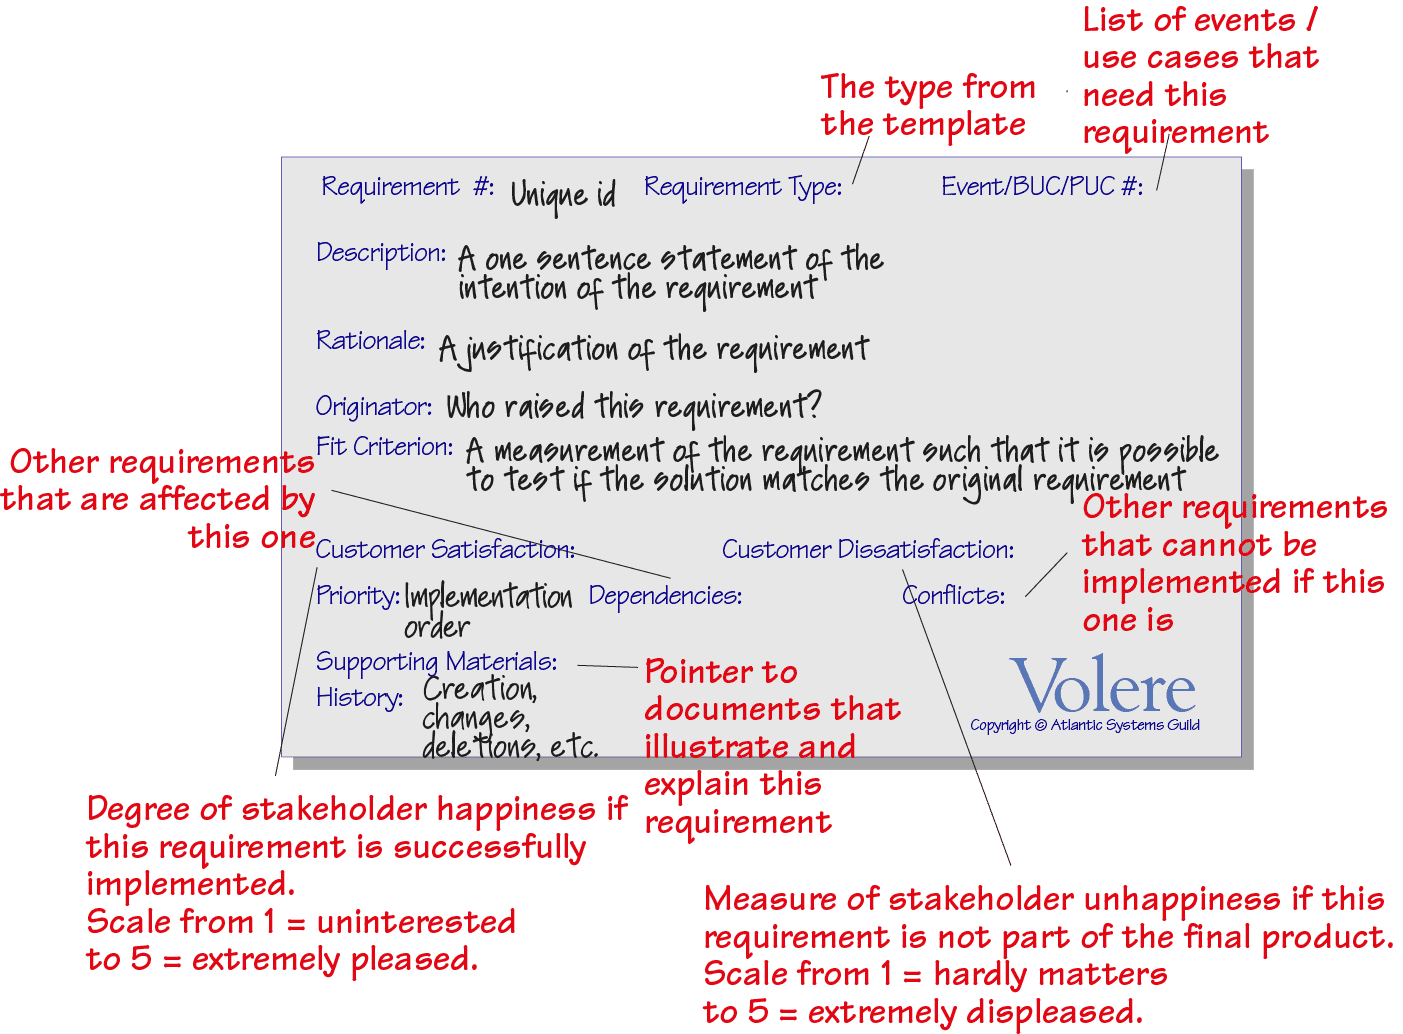 List of events /
use cases that
need this
requirement
The type from
the template
Requirement #: Unique id Requirement Type: Event/BUC/PUC #:
Description: A one sentence statement of the
intention of the requirement
Rationale: A justification of the requirement
Originator: Who raised this requirement?
Fit Criterion: A measurement of the requirement such that it is possible
to test if the solution matches the original requirement
Other requirements
that are affected by
this one
Other requirements
that cannot be
implemented if this
one is
Customer Satisfaction: Customer Dissatisfaction:
Priority: Implementation
order
Dependencies: Conflicts:
Supporting Materials:
History: Creation,
changes,
deletions, etc.
Pointer to
documents that
illustrate and
explain this
requirement
Volere
Copyright © Atlantic Systems Guild
Degree of stakeholder happiness if
this requirement is successfully
implemented.
Scale from 1 = uninterested
to 5 = extremely pleased.
Measure of stakeholder unhappiness if this
requirement is not part of the final product.
Scale from 1 = hardly matters
to 5 = extremely displeased.